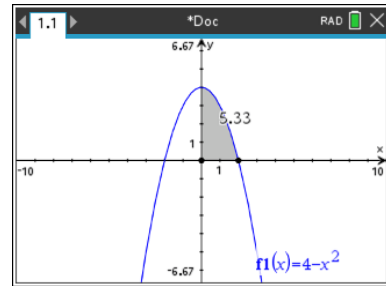 1.1 *Doc RAD
6.67 y
5.33
1
x
-10 1 10
-6.67 f1(x)=4-x²